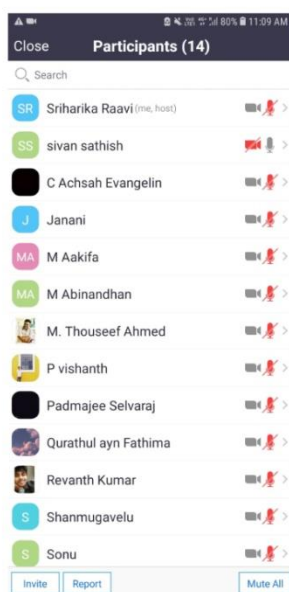 80% 11:09 AM
Close Participants (14)
Search
SR Sriharika Raavi (me, host)
SS sivan sathish
C Achsah Evangelin
J Janani
MA M Aakifa
MA M Abinandhan
M. Thouseef Ahmed
P vishanth
Padmajee Selvaraj
Qurathul ayn Fathima
Revanth Kumar
S Shanmugavelu
S Sonu
Invite Report Mute All